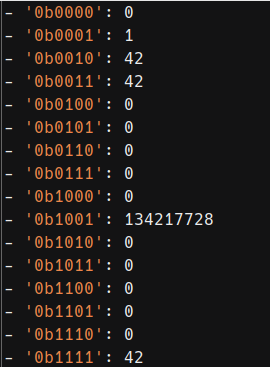 - '0b0000': 0
- '0b0001': 1
- '0b0010': 42
- '0b0011': 42
- '0b0100': 0
- '0b0101': 0
- '0b0110': 0
- '0b0111': 0
- '0b1000': 0
- '0b1001': 134217728
- '0b1010': 0
- '0b1011': 0
- '0b1100': 0
- '0b1101': 0
- '0b1110': 0
- '0b1111': 42